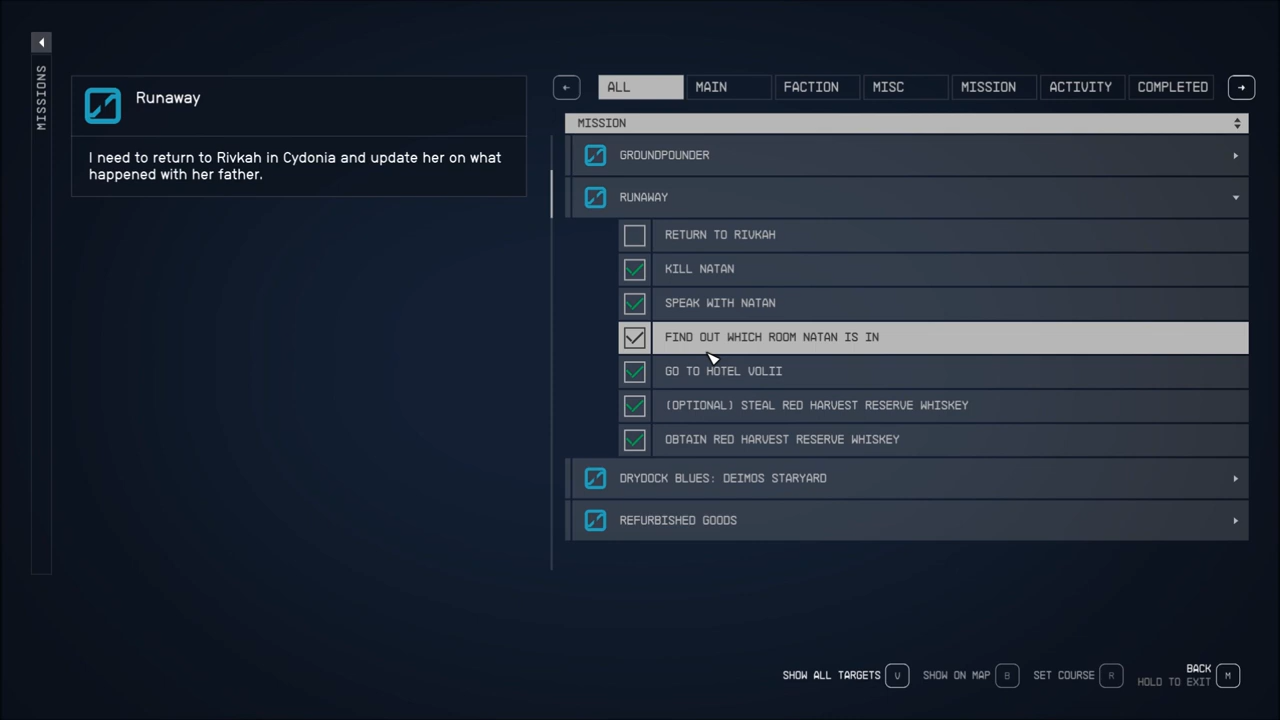 MISSIONS
Runaway
I need to return to Rivkah in Cydonia and update her on what
happened with her father.
ALL
MAIN
FACTION
MISC
MISSION
ACTIVITY
COMPLETED
MISSION
GROUNDPOUNDER
RUNAWAY
RETURN TO RIVKAH
KILL NATAN
SPEAK WITH NATAN
FIND OUT WHICH ROOM NATAN IS IN
GO TO HOTEL VOLII
(OPTIONAL) STEAL RED HARVEST RESERVE WHISKEY
OBTAIN RED HARVEST RESERVE WHISKEY
DRYDOCK BLUES: DEIMOS STARYARD
REFURBISHED GOODS
SHOW ALL TARGETS V
SHOW ON MAP B
SET COURSE R
BACK
HOLD TO EXIT M